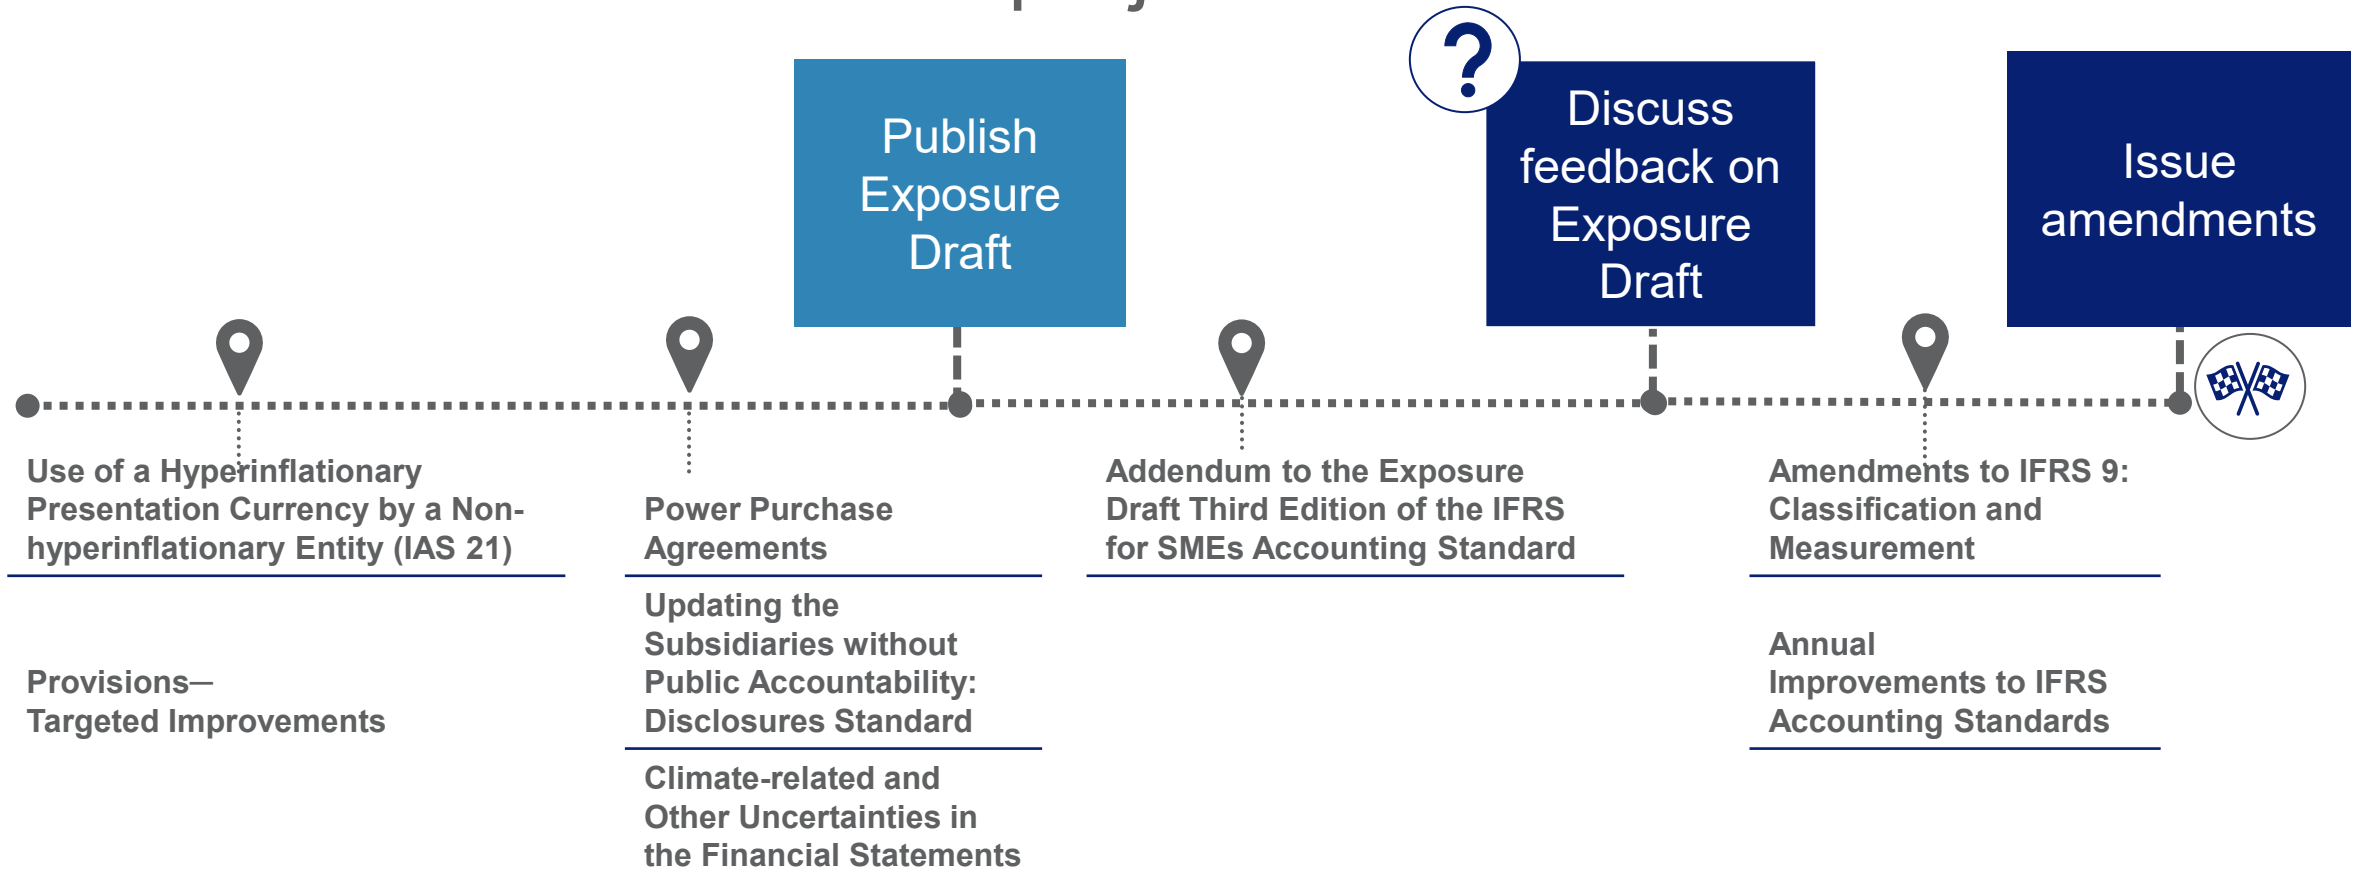 Publish
Exposure
Draft
?
Discuss
feedback on
Exposure
Draft
Issue
amendments
Use of a Hyperinflationary
Presentation Currency by a Non-
hyperinflationary Entity (IAS 21)
Provisions—
Targeted Improvements
Power Purchase
Agreements
Updating the
Subsidiaries without
Public Accountability:
Disclosures Standard
Climate-related and
Other Uncertainties in
the Financial Statements
Addendum to the Exposure
Draft Third Edition of the IFRS
for SMEs Accounting Standard
Amendments to IFRS 9:
Classification and
Measurement
Annual
Improvements to IFRS
Accounting Standards